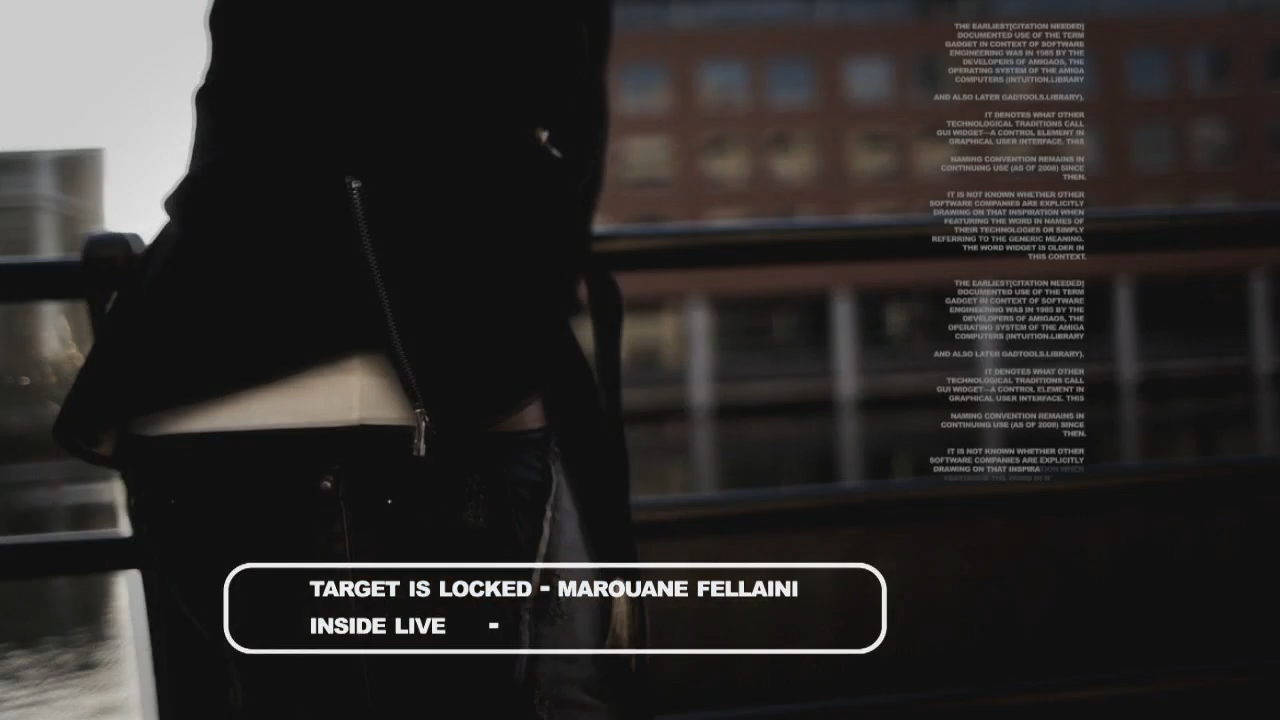 THE EARLIEST[CITATION NEEDED]
DOCUMENTED USE OF THE TERM
GADGET IN CONTEXT OF SOFTWARE
ENGINEERING WAS IN 1985 BY THE
DEVELOPERS OF AMIGAOS, THE
OPERATING SYSTEM OF THE AMIGA
COMPUTERS (INTUITION.LIBRARY
AND ALSO LATER GADTOOLS.LIBRARY).
IT DENOTES WHAT OTHER
TECHNOLOGICAL TRADITIONS CALL
GUI WIDGET—A CONTROL ELEMENT IN
GRAPHICAL USER INTERFACE. THIS
NAMING CONVENTION REMAINS IN
CONTINUING USE (AS OF 2008) SINCE
THEN.
IT IS NOT KNOWN WHETHER OTHER
SOFTWARE COMPANIES ARE EXPLICITLY
DRAWING ON THAT INSPIRATION WHEN
FEATURING THE WORD IN NAMES OF
THEIR TECHNOLOGIES OR SIMPLY
REFERRING TO THE GENERIC MEANING.
THE WORD WIDGET IS OLDER IN
THIS CONTEXT.
THE EARLIEST[CITATION NEEDED]
DOCUMENTED USE OF THE TERM
GADGET IN CONTEXT OF SOFTWARE
ENGINEERING WAS IN 1985 BY THE
DEVELOPERS OF AMIGAOS, THE
OPERATING SYSTEM OF THE AMIGA
COMPUTERS (INTUITION.LIBRARY
AND ALSO LATER GADTOOLS.LIBRARY).
IT DENOTES WHAT OTHER
TECHNOLOGICAL TRADITIONS CALL
GUI WIDGET—A CONTROL ELEMENT IN
GRAPHICAL USER INTERFACE. THIS
NAMING CONVENTION REMAINS IN
CONTINUING USE (AS OF 2008) SINCE
THEN.
IT IS NOT KNOWN WHETHER OTHER
SOFTWARE COMPANIES ARE EXPLICITLY
DRAWING ON THAT INSPIRATION WHEN
TARGET IS LOCKED - MAROUANE FELLAINI
INSIDE LIVE -